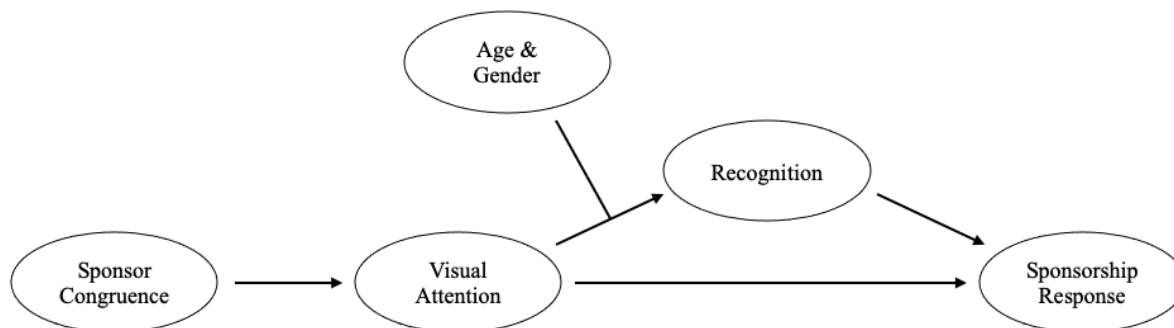 Age &
Gender
Recognition
Sponsor
Congruence
Visual
Attention
Sponsorship
Response